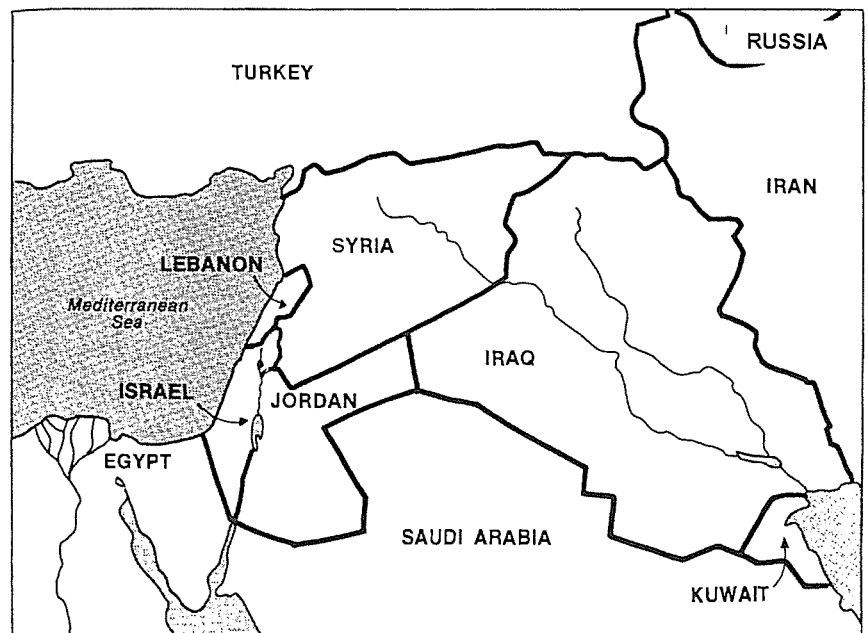 RUSSIA
TURKEY
IRAN
SYRIA
LEBANON
Mediterranean
Sea
IRAQ
ISRAEL
JORDAN
EGYPT
SAUDI ARABIA
KUWAIT